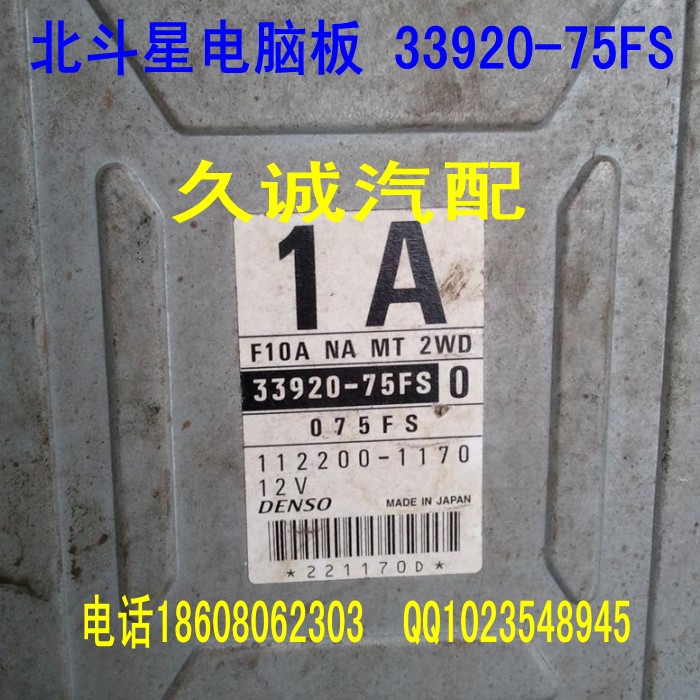 北斗星电脑板 33920-75FS
久诚汽配
1A
F10A NA MT 2WD
33920-75FS 0
075FS
112200-1170
12V
DENSO MADE IN JAPAN
*221170D*
电话18608062303 QQ1023548945